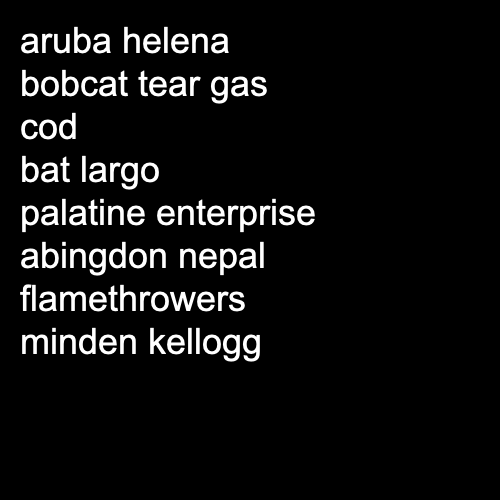 aruba helena
bobcat tear gas
cod
bat largo
palatine enterprise
abingdon nepal
flamethrowers
minden kellogg